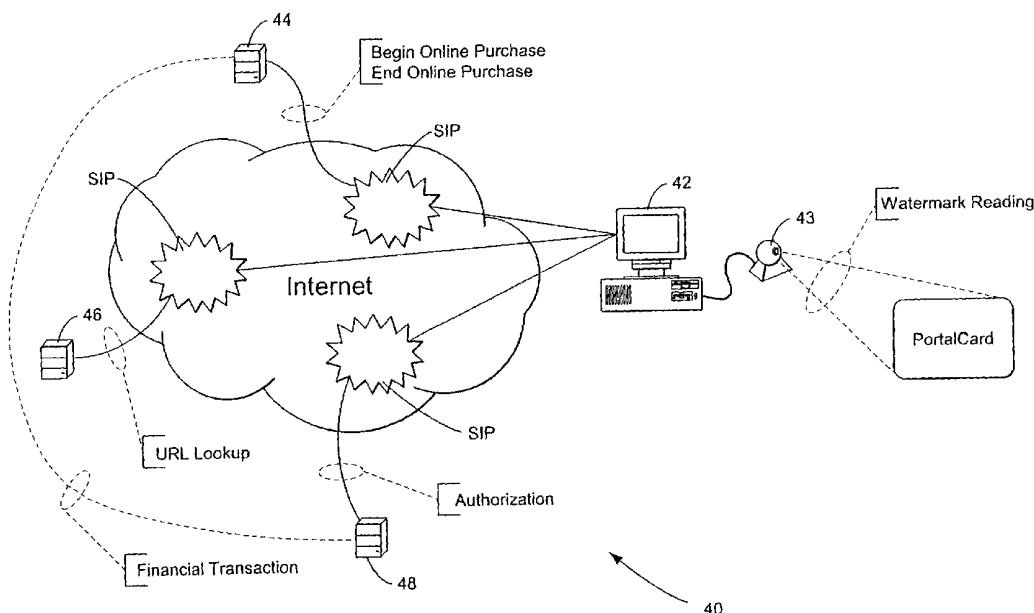 44
Begin Online Purchase
End Online Purchase
SIP
SIP
42
Watermark Reading
43
Internet
46
PortalCard
SIP
URL Lookup
Authorization
Financial Transaction
48
40